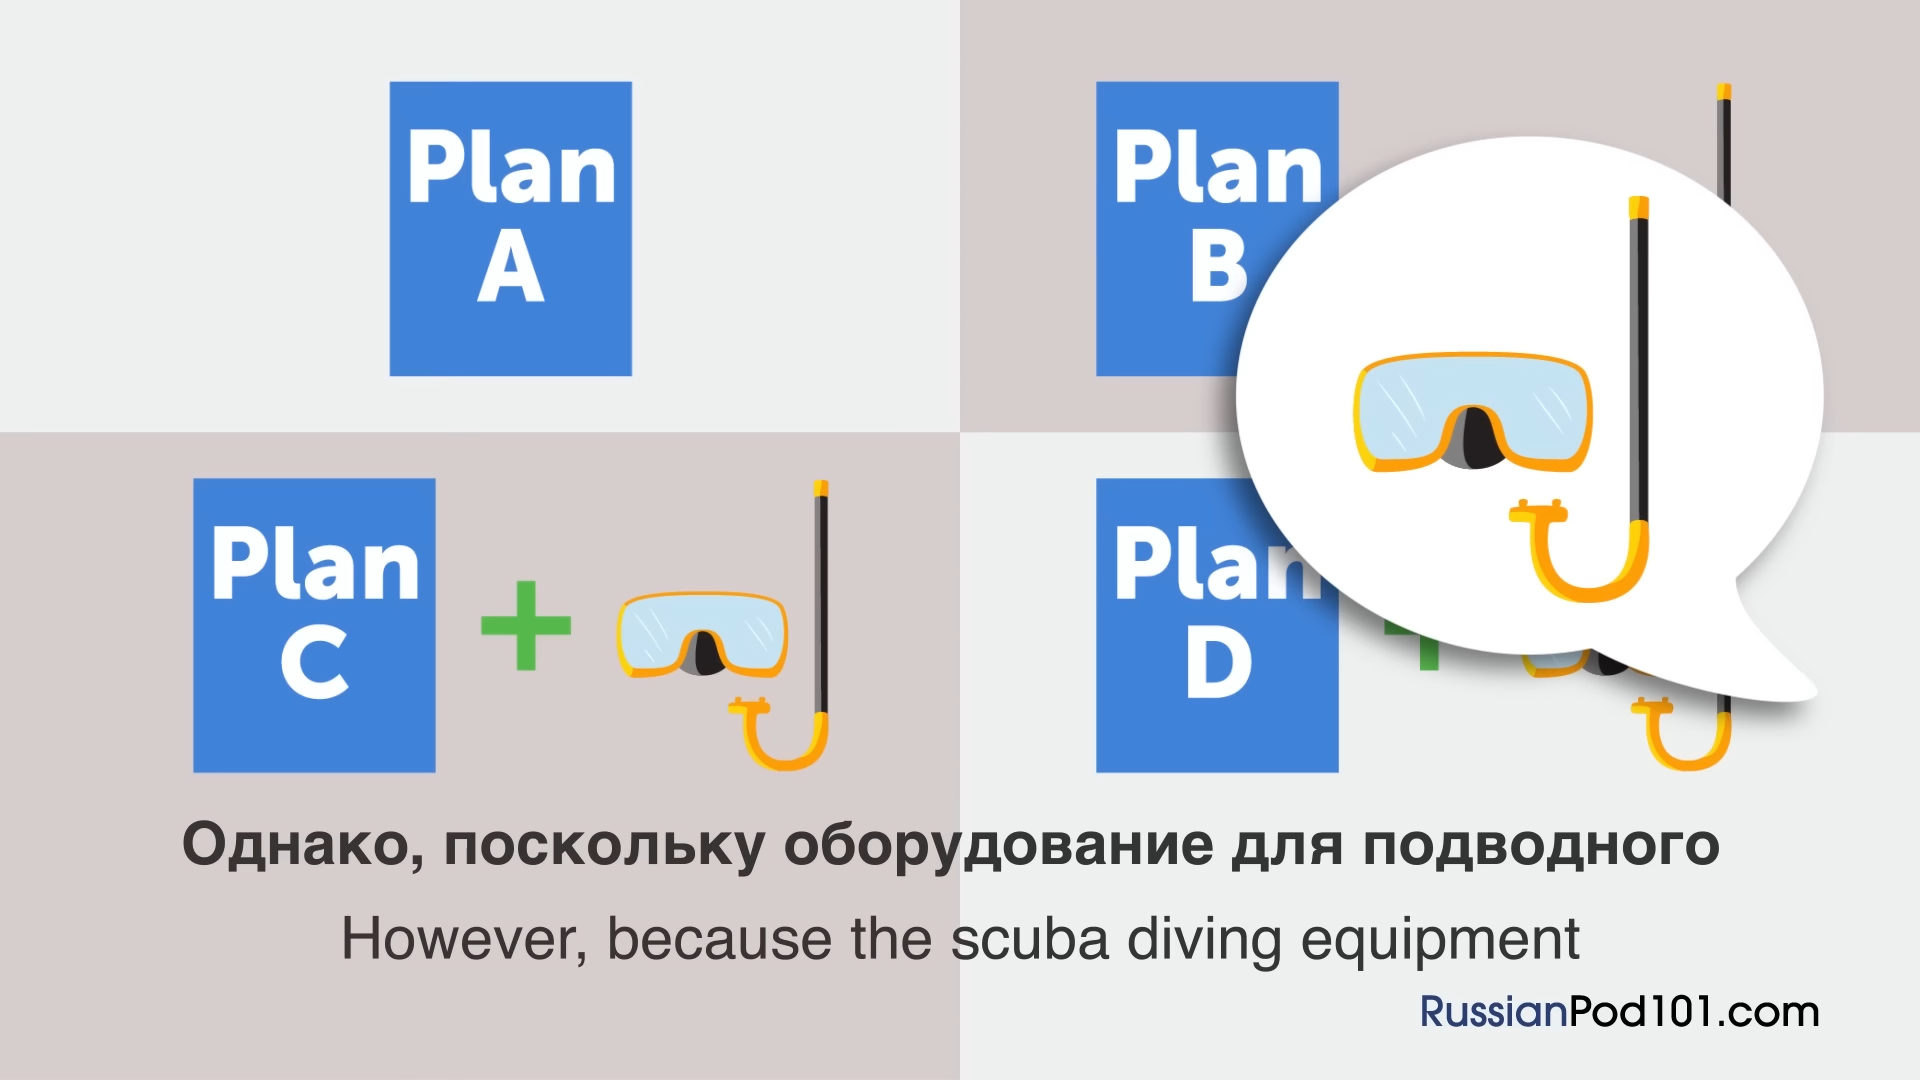 Plan
A
Plan
B
Plan
C
Plan
D
Однако, поскольку оборудование для подводного
However, because the scuba diving equipment
RussianPod101.com